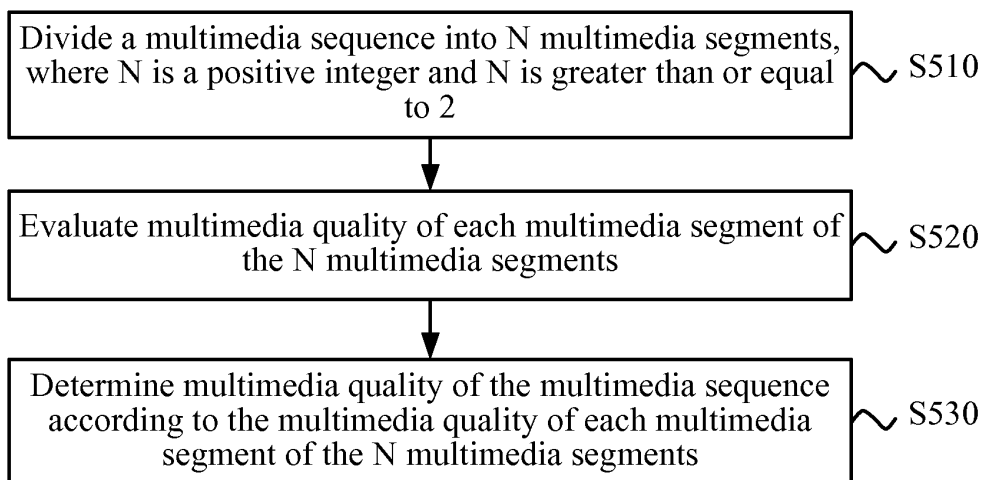 Divide a multimedia sequence into N multimedia segments,
where N is a positive integer and N is greater than or equal
to 2
S510
Evaluate multimedia quality of each multimedia segment of
the N multimedia segments
S520
Determine multimedia quality of the multimedia sequence
according to the multimedia quality of each multimedia
segment of the N multimedia segments
S530